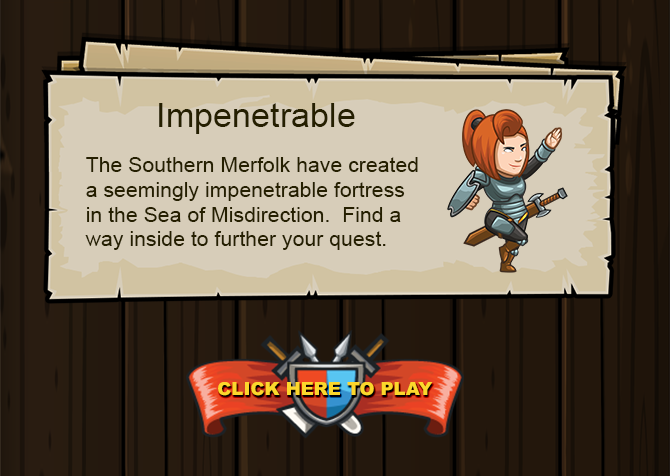 Impenetrable
The Southern Merfolk have created
a seemingly impenetrable fortress
in the Sea of Misdirection.  Find a
way inside to further your quest.
CLICK HERE TO PLAY